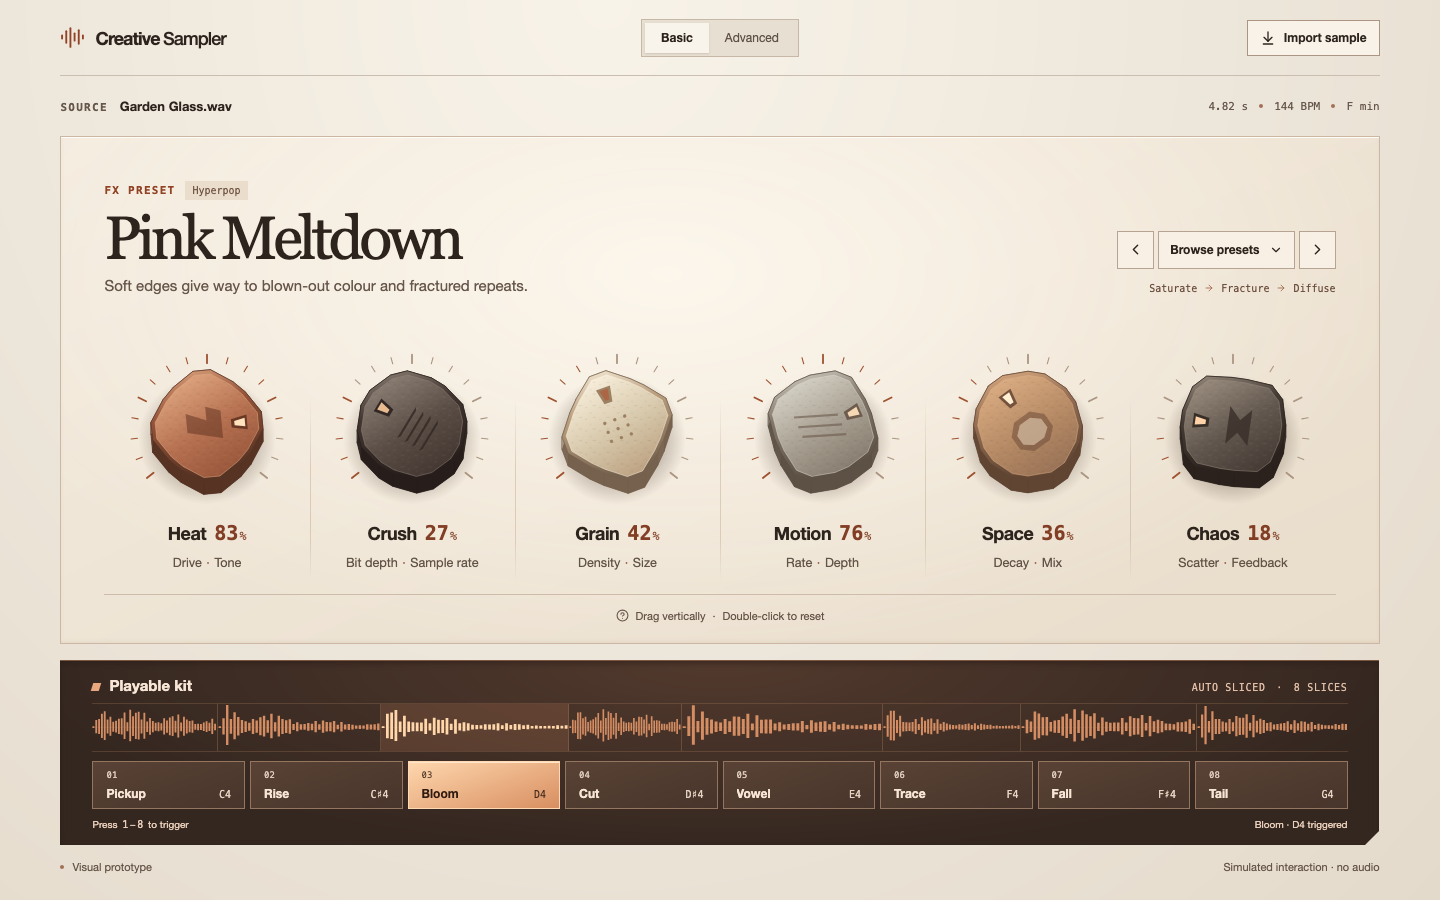 Creative Sampler
Basic
Advanced
Import sample
SOURCE Garden Glass.wav
4.82 s • 144 BPM • F min
FX PRESET Hyperpop
Pink Meltdown
Soft edges give way to blown-out colour and fractured repeats.
Browse presets
Saturate → Fracture → Diffuse
Heat 83%
Drive · Tone
Crush 27%
Bit depth · Sample rate
Grain 42%
Density · Size
Motion 76%
Rate · Depth
Space 36%
Decay · Mix
Chaos 18%
Scatter · Feedback
Drag vertically · Double-click to reset
Playable kit
AUTO SLICED · 8 SLICES
01
Pickup C4
02
Rise C♯4
03
Bloom D4
04
Cut D♯4
05
Vowel E4
06
Trace F4
07
Fall F♯4
08
Tail G4
Press 1–8 to trigger
Bloom · D4 triggered
• Visual prototype
Simulated interaction · no audio